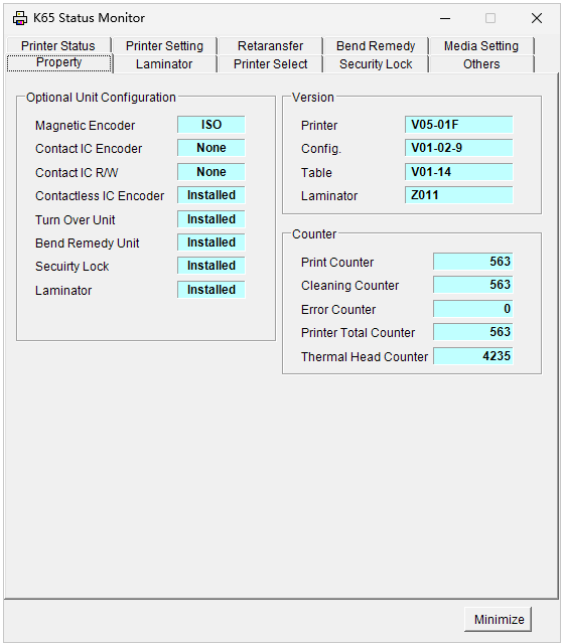 K65 Status Monitor
Printer Status Printer Setting Retaransfer Bend Remedy Media Setting
Property Laminator Printer Select Security Lock Others
Optional Unit Configuration
Magnetic Encoder ISO
Contact IC Encoder None
Contact IC R/W None
Contactless IC Encoder Installed
Turn Over Unit Installed
Bend Remedy Unit Installed
Secuirty Lock Installed
Laminator Installed
Version
Printer V05-01F
Config. V01-02-9
Table V01-14
Laminator Z011
Counter
Print Counter 563
Cleaning Counter 563
Error Counter 0
Printer Total Counter 563
Thermal Head Counter 4235
Minimize